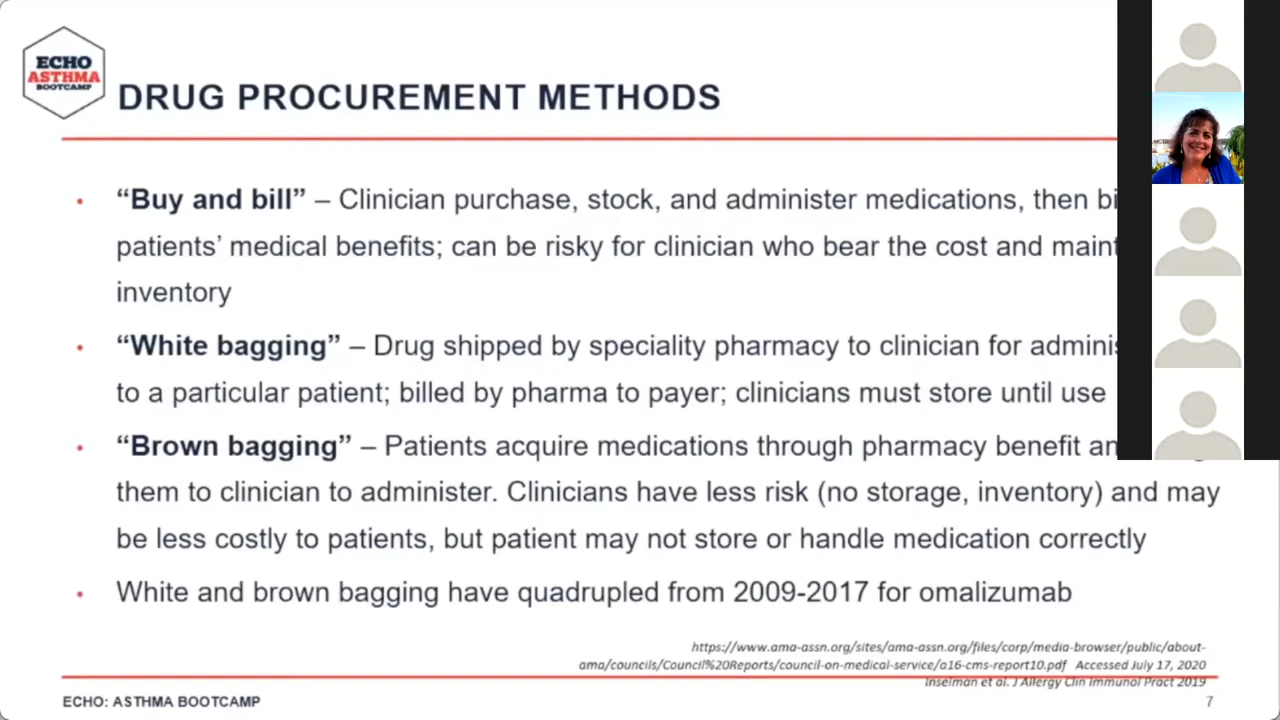 ECHO
ASTHMA
BOOTCAMP
DRUG PROCUREMENT METHODS
• “Buy and bill” – Clinician purchase, stock, and administer medications, then
patients’ medical benefits; can be risky for clinician who bear the cost and
inventory
• “White bagging” – Drug shipped by speciality pharmacy to clinician for
to a particular patient; billed by pharma to payer; clinicians must store until use
• “Brown bagging” – Patients acquire medications through pharmacy benefit
them to clinician to administer. Clinicians have less risk (no storage, inventory) and may
be less costly to patients, but patient may not store or handle medication correctly
• White and brown bagging have quadrupled from 2009-2017 for omalizumab
https://www.ama-assn.org/sites/ama-assn.org/files/corp/media-browser/public/about-
ama/councils/Council%20Reports/council-on-medical-service/a16-cms-report10.pdf Accessed July 17, 2020
Inselman et al. J Allergy Clin Immunol Pract 2019
ECHO: ASTHMA BOOTCAMP
7